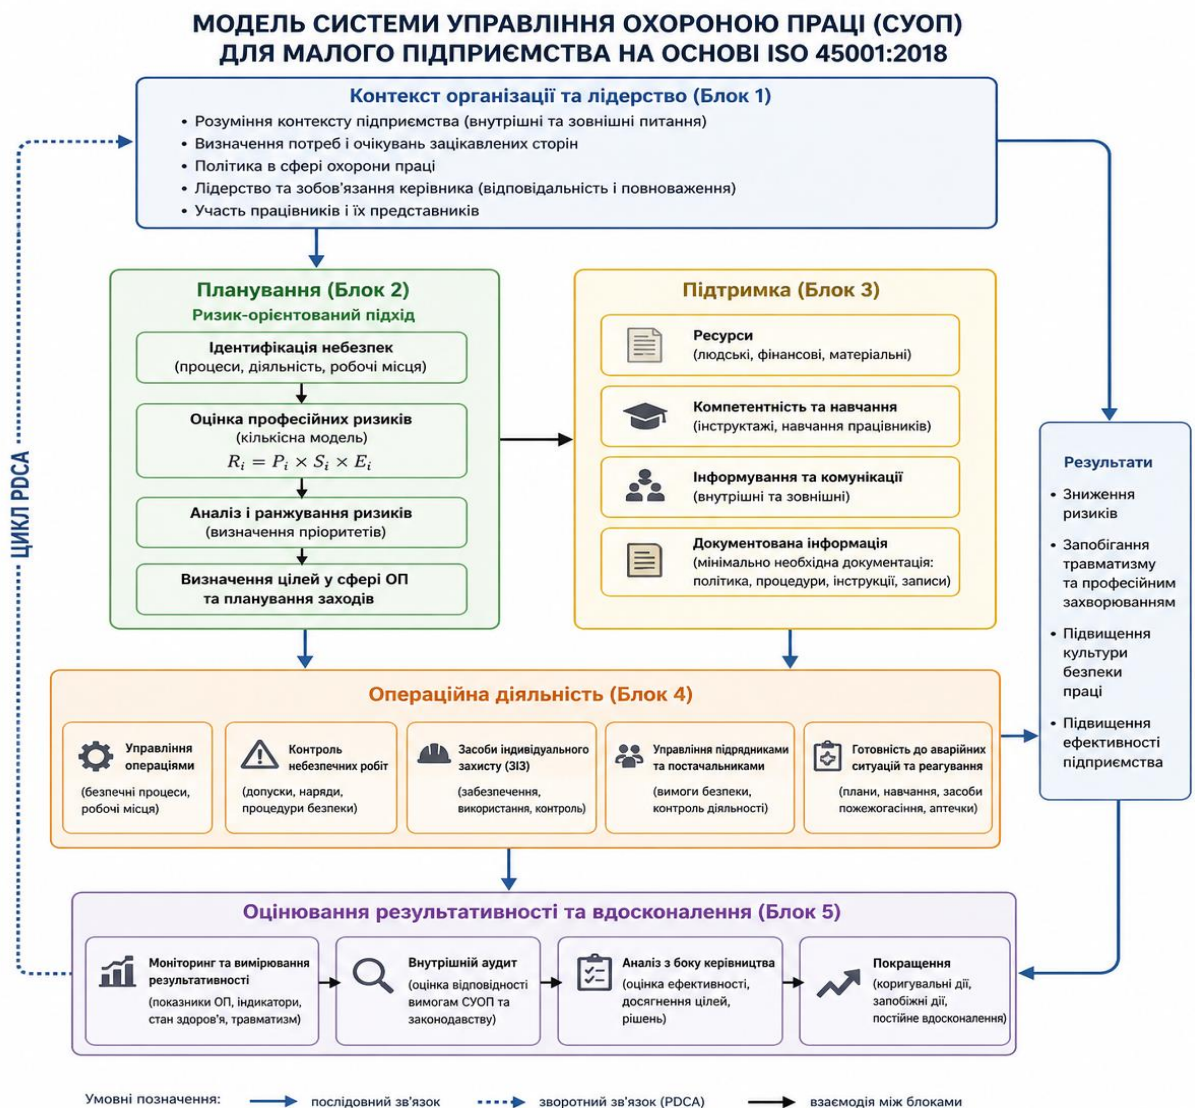 МОДЕЛЬ СИСТЕМИ УПРАВЛІННЯ ОХОРОНОЮ ПРАЦІ (СУОП)
ДЛЯ МАЛОГО ПІДПРИЄМСТВА НА ОСНОВІ ISO 45001:2018
Контекст організації та лідерство (Блок 1)
• Розуміння контексту підприємства (внутрішні та зовнішні питання)
• Визначення потреб і очікувань зацікавлених сторін
• Політика в сфері охорони праці
• Лідерство та зобов'язання керівника (відповідальність і повноваження)
• Участь працівників і їх представників
ЦИКЛ PDCA
Планування (Блок 2)
Ризик-орієнтований підхід
Ідентифікація небезпек
(процеси, діяльність, робочі місця)
Оцінка професійних ризиків
(кількісна модель)
R_i = P_i × S_i × E_i
Аналіз і ранжування ризиків
(визначення пріоритетів)
Визначення цілей у сфері ОП
та планування заходів
Підтримка (Блок 3)
Ресурси
(людські, фінансові, матеріальні)
Компетентність та навчання
(інструктажі, навчання працівників)
Інформування та комунікації
(внутрішні та зовнішні)
Документована інформація
(мінімально необхідна документація:
політика, процедури, інструкції, записи)
Результати
• Зниження
ризиків
• Запобігання
травматизму
та професійним
захворюванням
• Підвищення
культури
безпеки
праці
• Підвищення
ефективності
підприємства
Операційна діяльність (Блок 4)
Управління
операціями
(безпечні процеси,
робочі місця)
Контроль
небезпечних робіт
(допуски, наряди,
процедури безпеки)
Засоби індивідуального
захисту (ЗІЗ)
(забезпечення,
використання, контроль)
Управління підрядниками
та постачальниками
(вимоги безпеки,
контроль діяльності)
Готовність до аварійних
ситуацій та реагування
(плани, навчання, засоби
пожежогасіння, аптечки)
Оцінювання результативності та вдосконалення (Блок 5)
Моніторинг та вимірювання
результативності
(показники ОП, індикатори,
стан здоров'я, травматизм)
Внутрішній аудит
(оцінка відповідності
вимогам СУОП та
законодавству)
Аналіз з боку керівництва
(оцінка ефективності,
досягнення цілей,
рішень)
Покращення
(коригувальні дії,
запобіжні дії,
постійне вдосконалення)
Умовні позначення: послідовний зв'язок зворотний зв'язок (PDCA) взаємодія між блоками